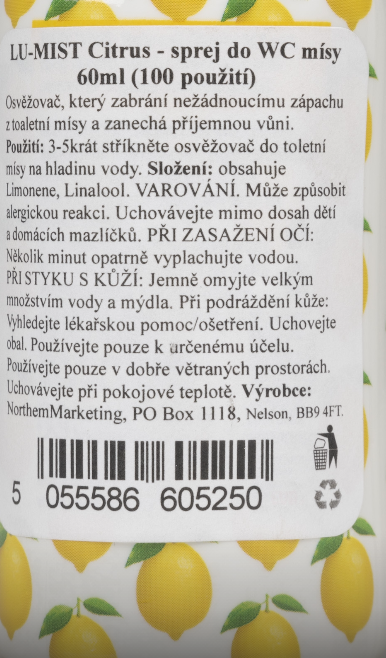 LU-MIST Citrus - sprej do WC mísy
60ml (100 použití)
Osvěžovač, který zabrání nežádnoucímu zápachu
z toaletní mísy a zanechá příjemnou vůni.
Použití: 3-5krát stříkněte osvěžovač do toletní
mísy na hladinu vody. Složení: obsahuje
Limonene, Linalool. VAROVÁNÍ. Může způsobit
alergickou reakci. Uchovávejte mimo dosah dětí
a domácích mazlíčků. PŘI ZASAŽENÍ OČÍ:
Několik minut opatrně vyplachujte vodou.
PŘI STYKU S KŮŽÍ: Jemně omyjte velkým
množstvím vody a mýdla. Při podráždění kůže:
Vyhledejte lékařskou pomoc/ošetření. Uchovejte
obal. Používejte pouze k určenému účelu.
Používejte pouze v dobře větraných prostorách.
Uchovávejte při pokojové teplotě. Výrobce:
NorthemMarketing, PO Box 1118, Nelson, BB9 4FT.
5 055586 605250